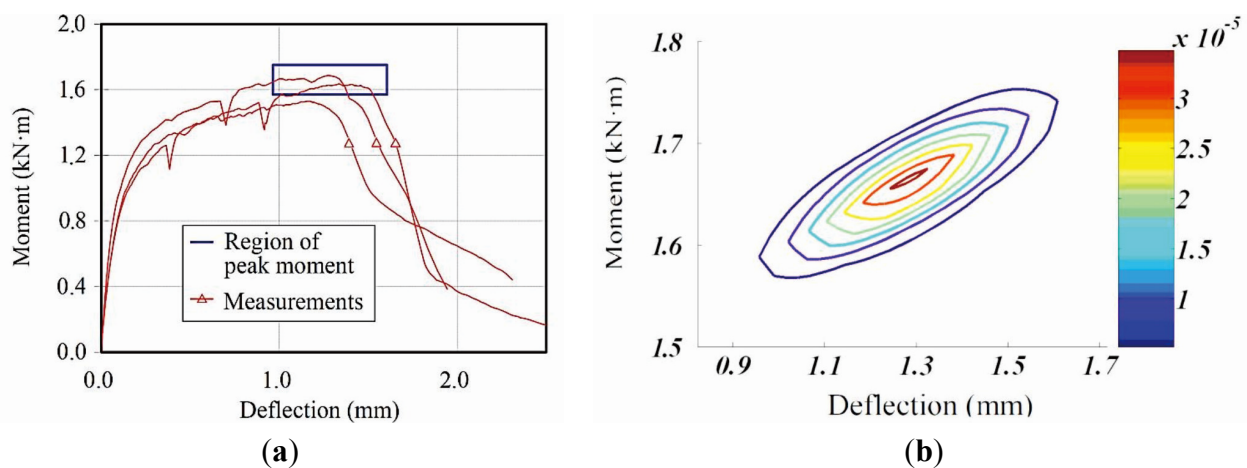 2.0
1.6
1.2
0.8
0.4
0.0
Moment (kN·m)
Region of
peak moment
Measurements
0.0
1.0
2.0
Deflection (mm)
(a)
1.8
1.7
1.6
1.5
Moment (kN·m)
0.9
1.1
1.3
1.5
1.7
Deflection (mm)
x 10-5
3
2.5
2
1.5
1
(b)